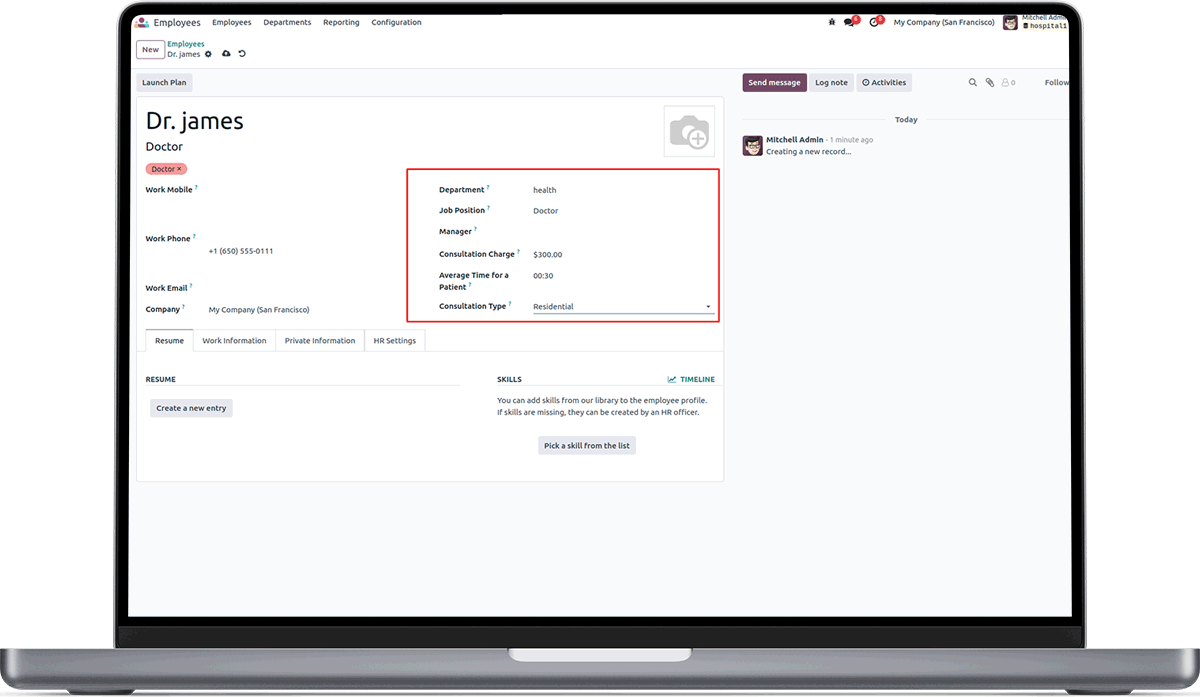 Employees Employees Departments Reporting Configuration
6 8 My Company (San Francisco) Mitchell Admin
hospital1
New Employees
Dr. james
Launch Plan
Send message Log note Activities 0 Follow
Dr. james
Doctor
Doctor ×
Work Mobile ?
Work Phone ?
+1 (650) 555-0111
Work Email ?
Company ? My Company (San Francisco)
Department ? health
Job Position ? Doctor
Manager ?
Consultation Charge ? $300.00
Average Time for a 00:30
Patient ?
Consultation Type ? Residential
Resume Work Information Private Information HR Settings
RESUME
Create a new entry
SKILLS TIMELINE
You can add skills from our library to the employee profile.
If skills are missing, they can be created by an HR officer.
Pick a skill from the list
Today
Mitchell Admin - 1 minute ago
Creating a new record...